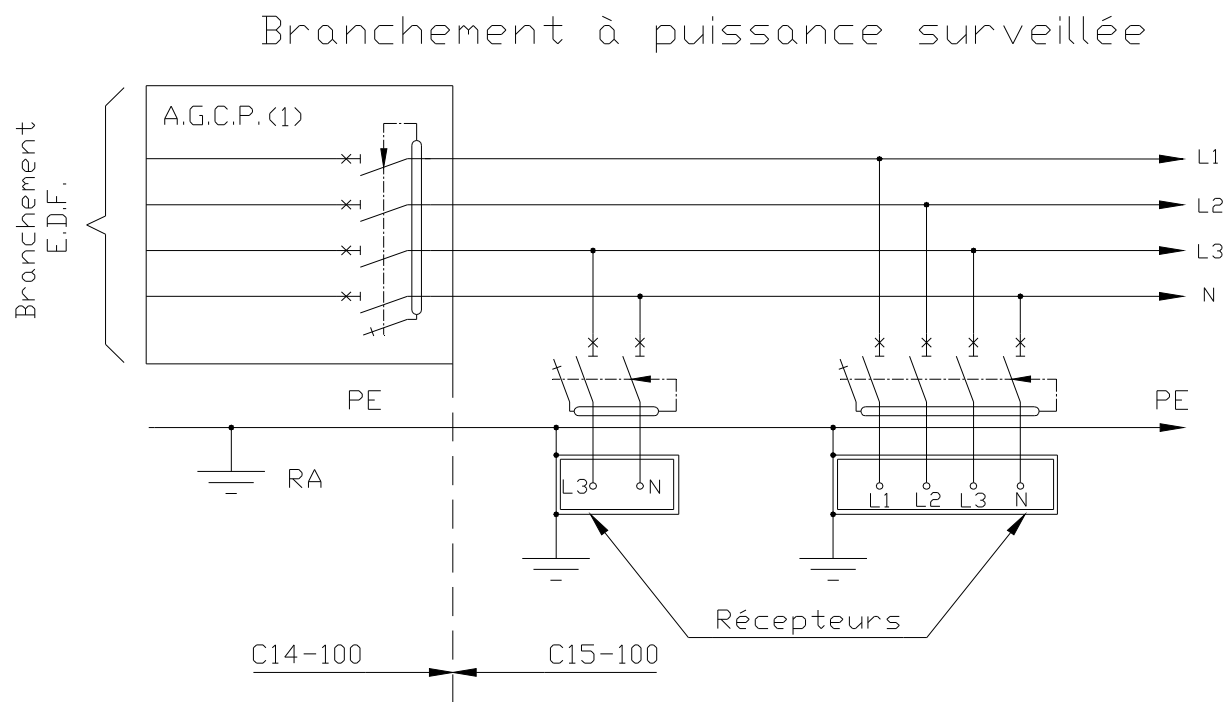 Branchement à puissance surveillée
Branchement
E.D.F.
A.G.C.P.(1)
L1
L2
L3
N
PE
PE
RA
L3 N
L1 L2 L3 N
Récepteurs
C14-100
C15-100